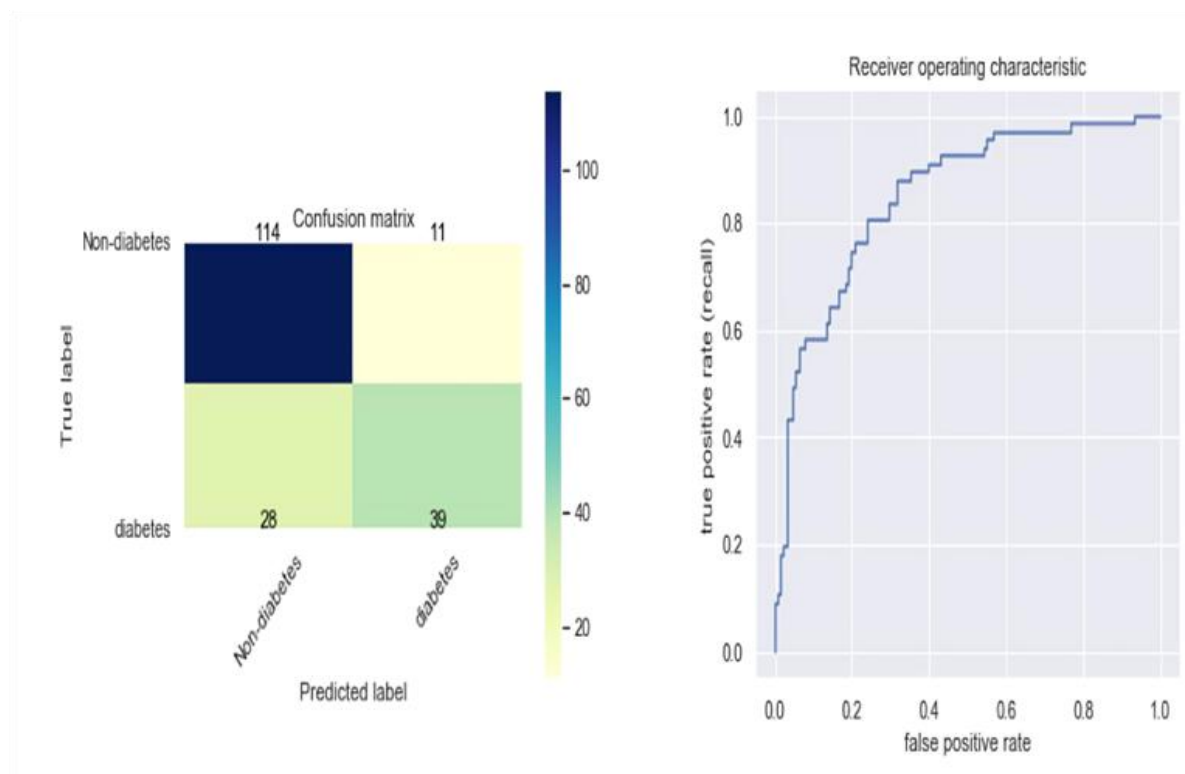 Confusion matrix
Non-diabetes
114
11
True label
diabetes
28
39
Non-diabetes
diabetes
Predicted label
100
80
60
40
20
Receiver operating characteristic
true positive rate (recall)
1.0
0.8
0.6
0.4
0.2
0.0
0.0 0.2 0.4 0.6 0.8 1.0
false positive rate